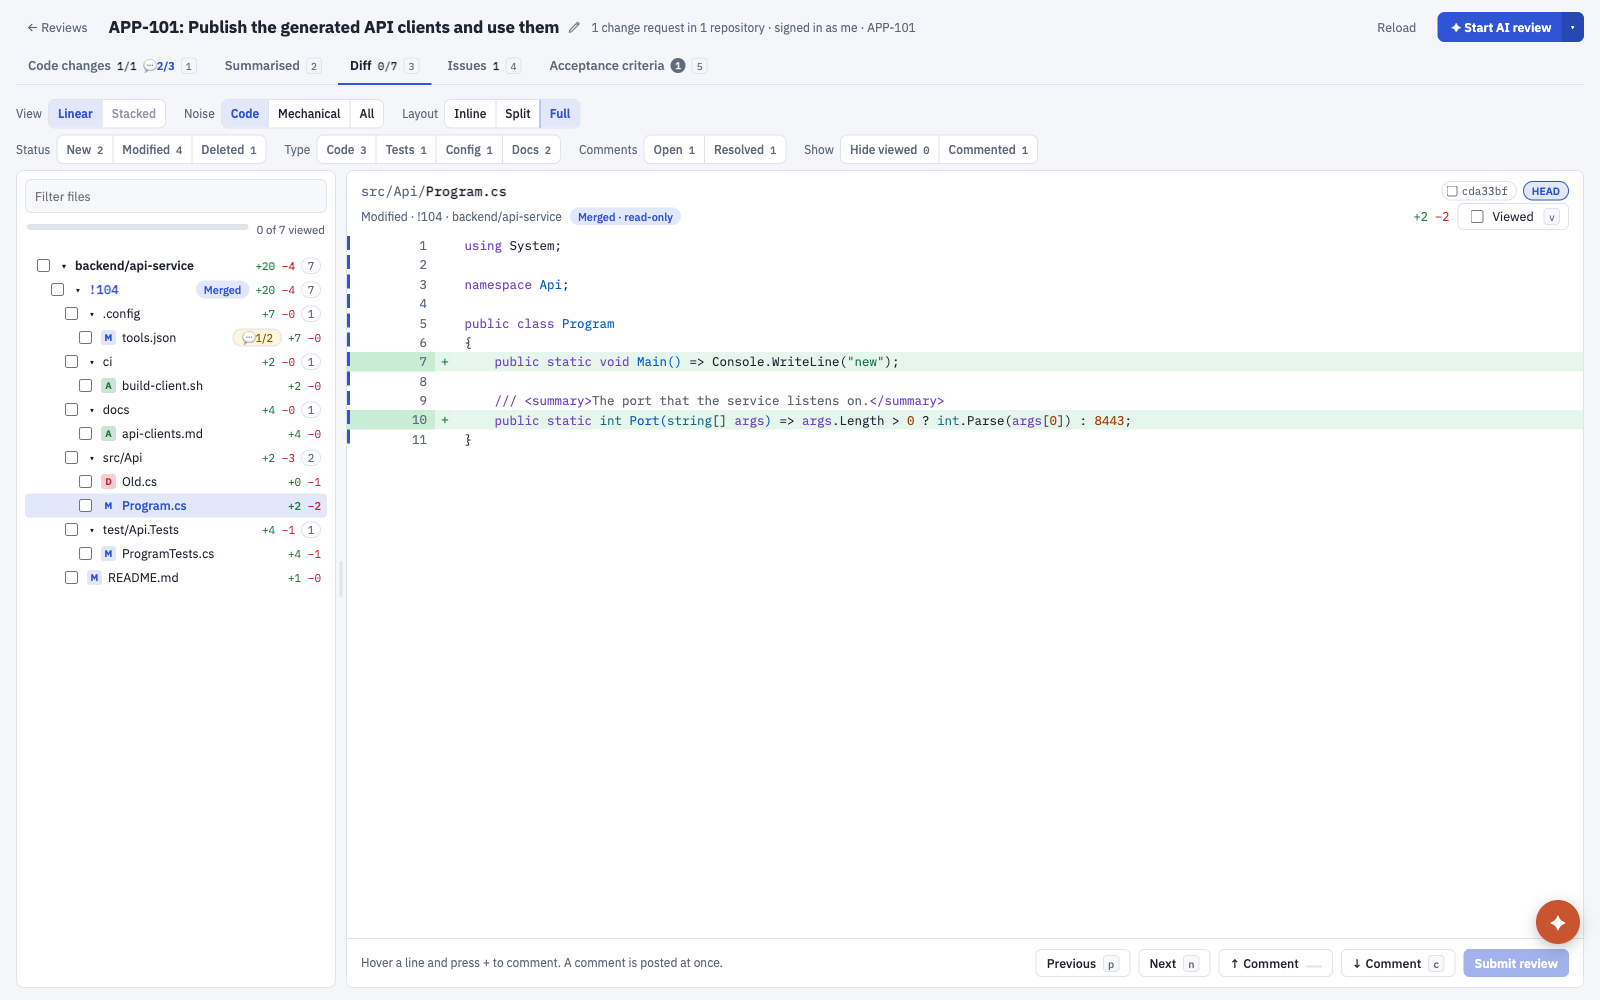 ← Reviews APP-101: Publish the generated API clients and use them 1 change request in 1 repository · signed in as me · APP-101 Reload Start AI review
Code changes 1/1 2/3 1 Summarised 2 Diff 0/7 3 Issues 1 4 Acceptance criteria 1 5
View Linear Stacked Noise Code Mechanical All Layout Inline Split Full
Status New 2 Modified 4 Deleted 1 Type Code 3 Tests 1 Config 1 Docs 2 Comments Open 1 Resolved 1 Show Hide viewed 0 Commented 1
Filter files
0 of 7 viewed
backend/api-service +20 −4 7
!104 Merged +20 −4 7
.config +7 −0 1
M tools.json 1/2 +7 −0
ci +2 −0 1
A build-client.sh +2 −0
docs +4 −0 1
A api-clients.md +4 −0
src/Api +2 −3 2
D Old.cs +0 −1
M Program.cs +2 −2
test/Api.Tests +4 −1 1
M ProgramTests.cs +4 −1
M README.md +1 −0
src/Api/Program.cs cda33bf HEAD
Modified · !104 · backend/api-service Merged · read-only +2 −2 Viewed v
1 using System;
2
3 namespace Api;
4
5 public class Program
6 {
7 + public static void Main() => Console.WriteLine("new");
8
9 /// <summary>The port that the service listens on.</summary>
10 + public static int Port(string[] args) => args.Length > 0 ? int.Parse(args[0]) : 8443;
11 }
Hover a line and press + to comment. A comment is posted at once. Previous p Next n ↑ Comment ↓ Comment c Submit review